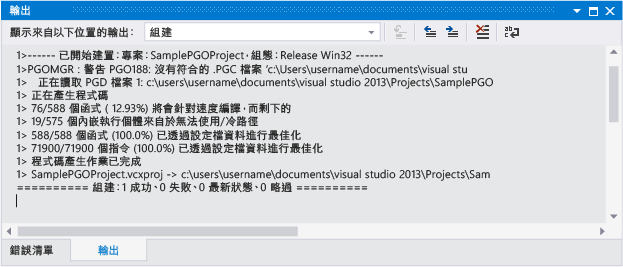 輸出
顯示來自以下位置的輸出: 組建
1>------ 已開始建置：專案：SamplePGOProject，組態：Release Win32 ------
1>PGOMGR : 警告 PGO188: 沒有符合的 .PGC 檔案 'c:\Users\username\documents\visual stu
1>   正在讀取 PGD 檔案 1: c:\users\username\documents\visual studio 2013\Projects\SamplePGO
1> 正在產生程式碼
1> 76/588 個函式 ( 12.93%) 將會針對速度編譯，而剩下的
1> 19/575 個內嵌執行個體來自於無法使用/冷路徑
1> 588/588 個函式 (100.0%) 已透過設定檔資料進行最佳化
1> 71900/71900 個指令 (100.0%) 已透過設定檔資料進行最佳化
1> 程式碼產生作業已完成
1> SamplePGOProject.vcxproj -> c:\users\username\documents\visual studio 2013\Projects\Sam
========== 組建：1 成功、0 失敗、0 最新狀態、0 略過 ==========
錯誤清單 輸出